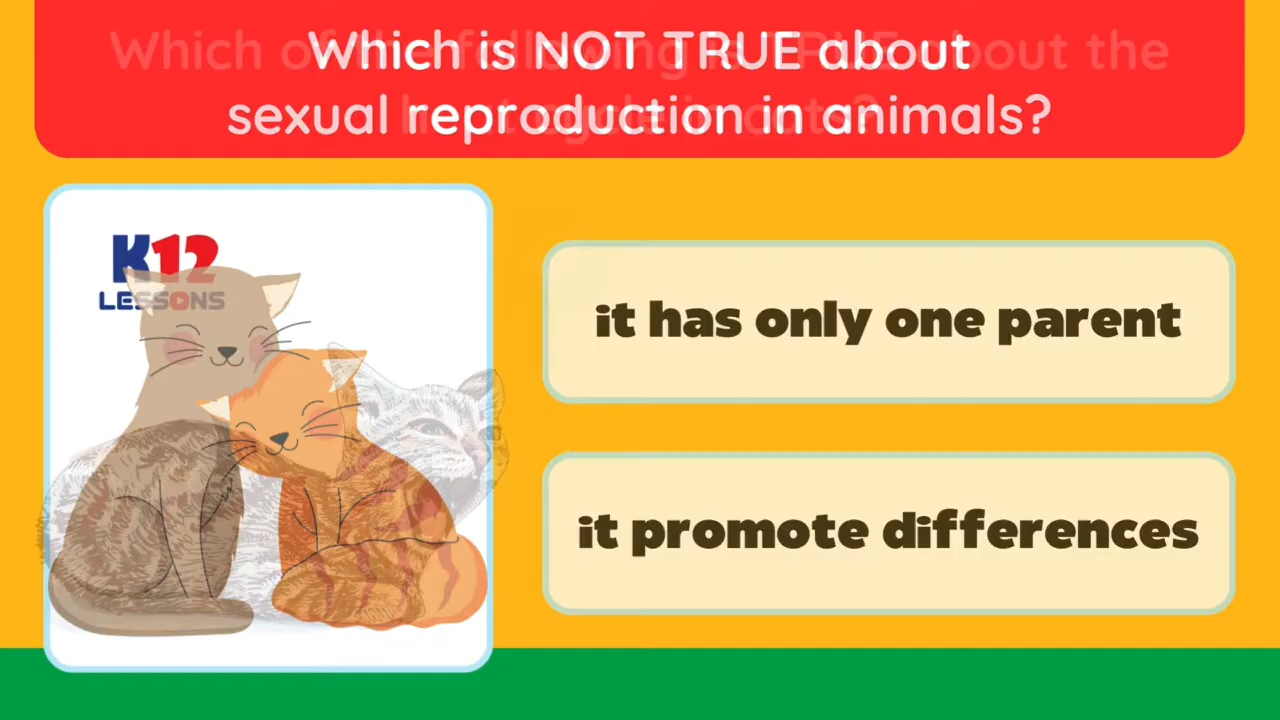 Which is NOT TRUE about
sexual reproduction in animals?
K12
LESSONS
it has only one parent
it promote differences